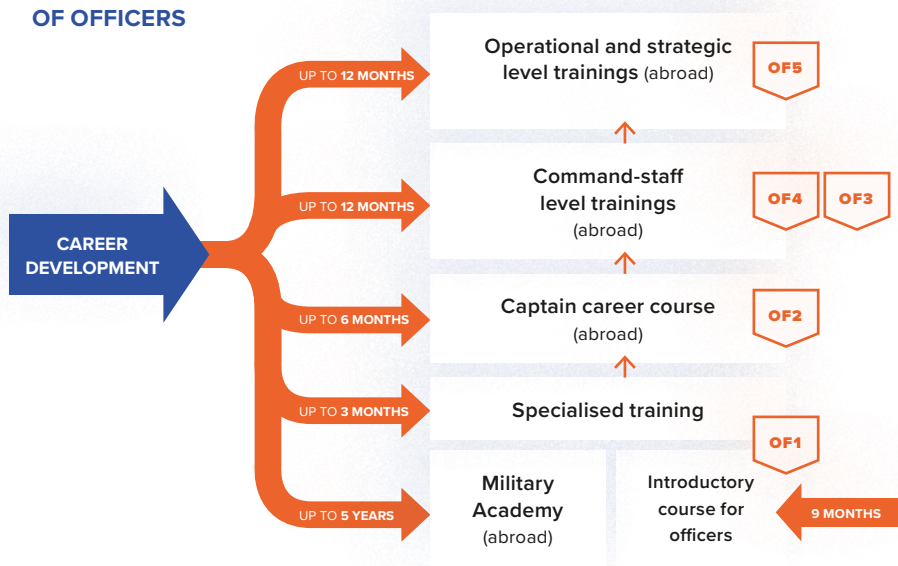 OF OFFICERS
UP TO 12 MONTHS
Operational and strategic
level trainings (abroad)
OF5
CAREER
DEVELOPMENT
UP TO 12 MONTHS
Command-staff
level trainings
(abroad)
OF4
OF3
UP TO 6 MONTHS
Captain career course
(abroad)
OF2
UP TO 3 MONTHS
Specialised training
OF1
UP TO 5 YEARS
Military
Academy
(abroad)
Introductory
course for
officers
9 MONTHS